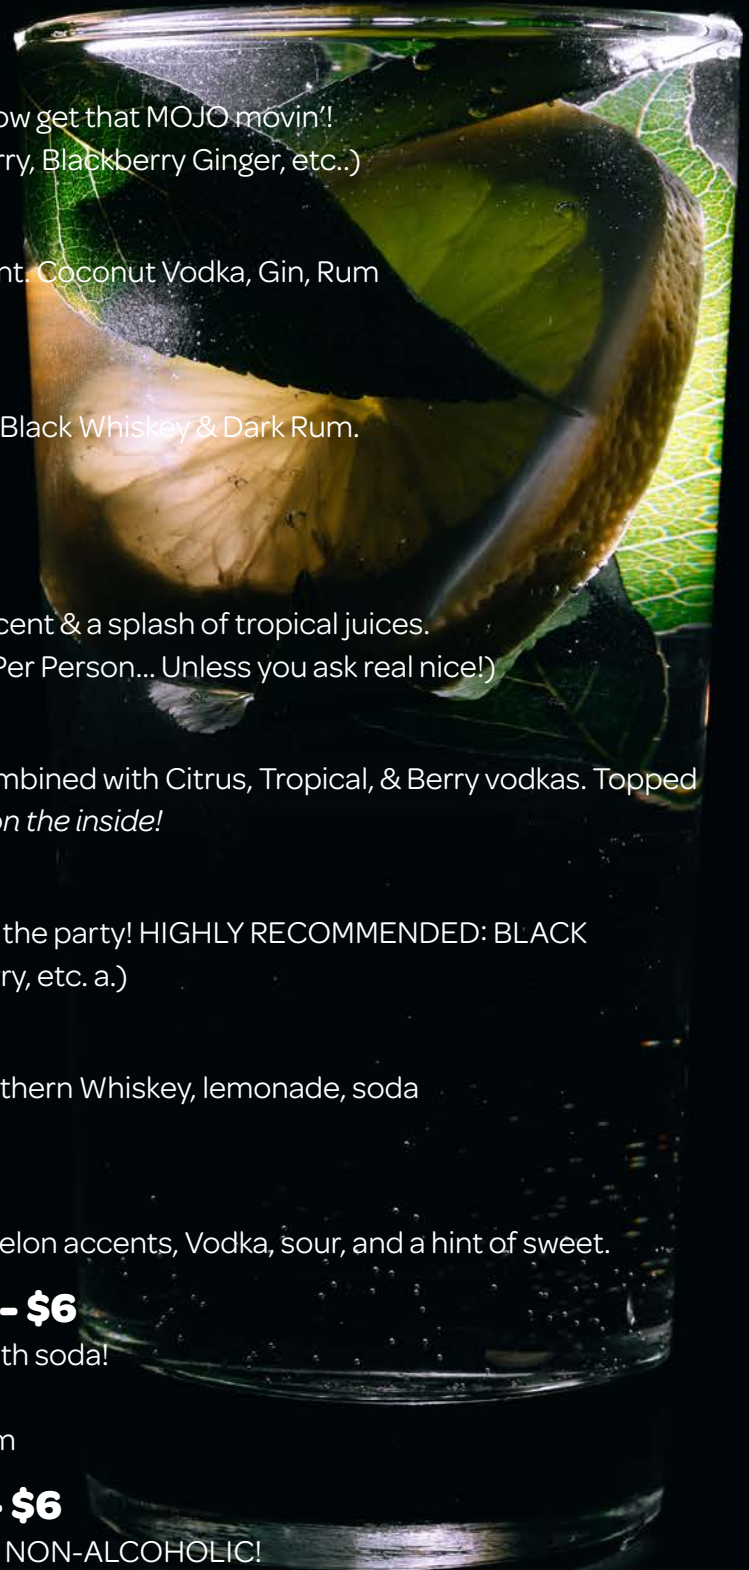 ow get that MOJO movin'!
rry, Blackberry Ginger, etc..)
nt. Coconut Vodka, Gin, Rum
Black Whiskey & Dark Rum.
cent & a splash of tropical juices.
Per Person... Unless you ask real nice!)
mbined with Citrus, Tropical, & Berry vodkas. Topped
on the inside!
the party! HIGHLY RECOMMENDED: BLACK
rry, etc. a.)
thern Whiskey, lemonade, soda
elon accents, Vodka, sour, and a hint of sweet.
– $6
th soda!
m
- $6
NON-ALCOHOLIC!